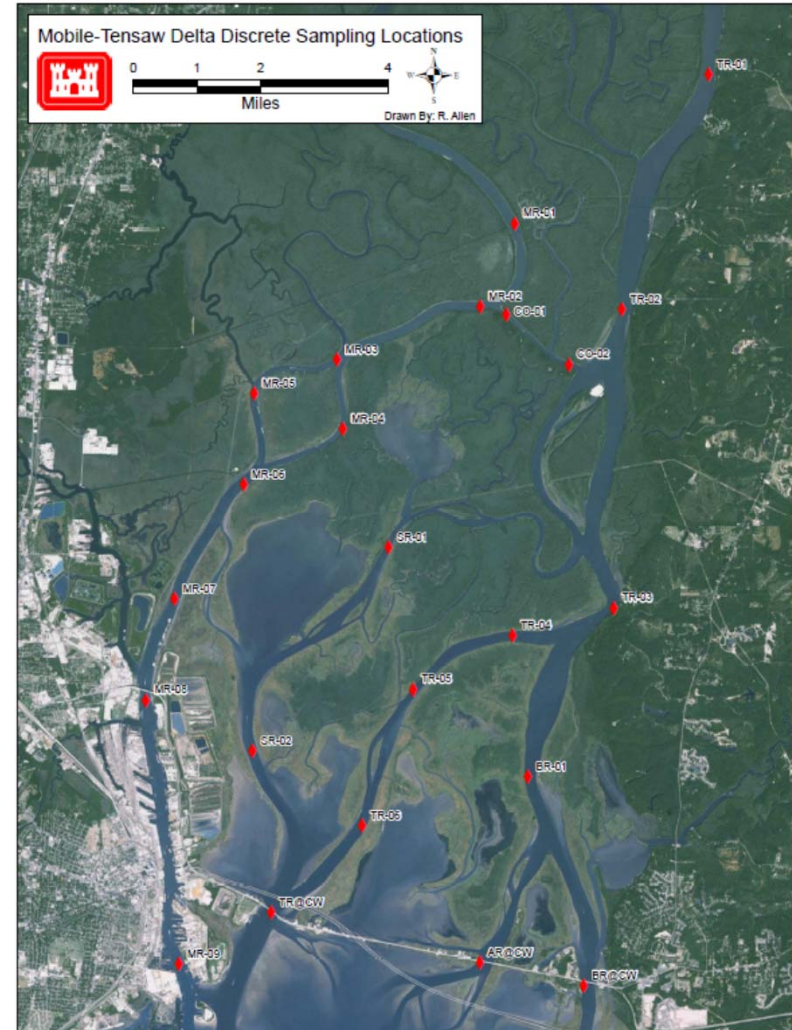 Mobile-Tensaw Delta Discrete Sampling Locations
0 1 2 4
Miles
N
W E
S
Drawn By: R. Allen
TR-01
MR-01
MR-02
CO-01
TR-02
MR-03
CO-02
MR-05
MR-04
MR-06
SR-01
MR-07
TR-03
TR-04
TR-05
MR-08
SR-02
BR-01
TR-06
TR@CW
MR-09
AR@CW
BR@CW